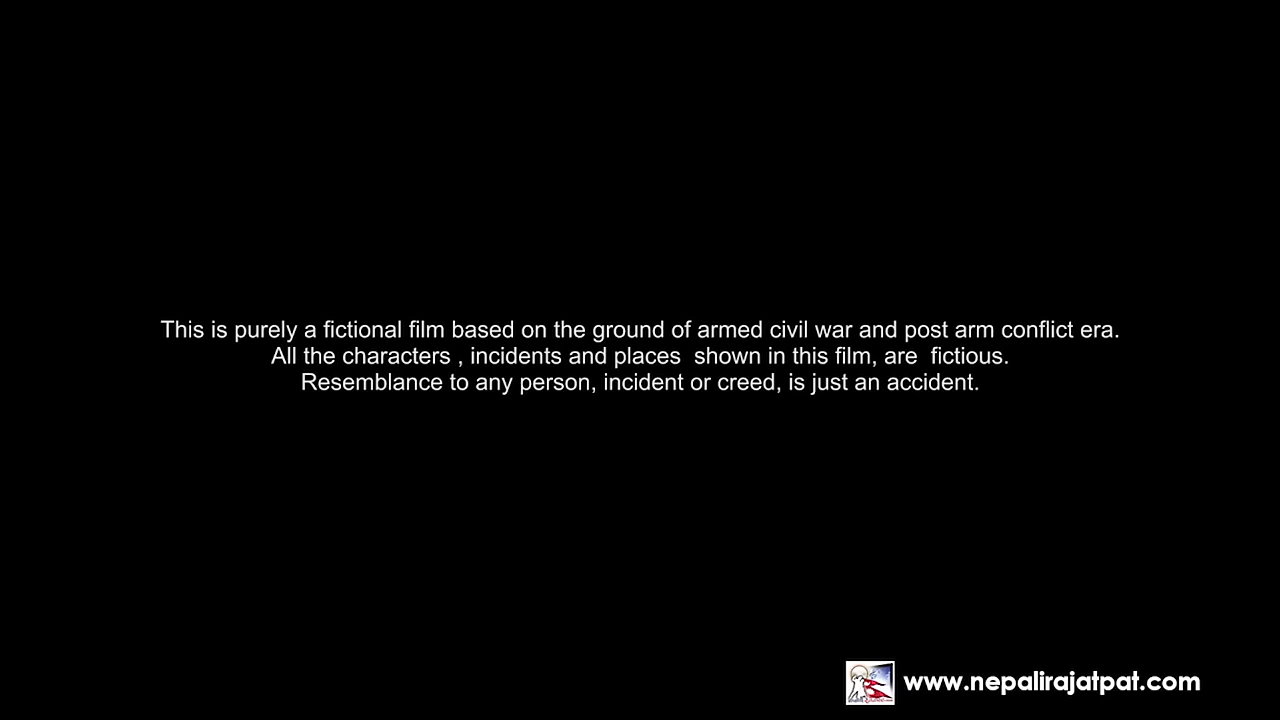 This is purely a fictional film based on the ground of armed civil war and post arm conflict era.
All the characters , incidents and places  shown in this film, are  fictious.
Resemblance to any person, incident or creed, is just an accident.
www.nepalirajatpat.com